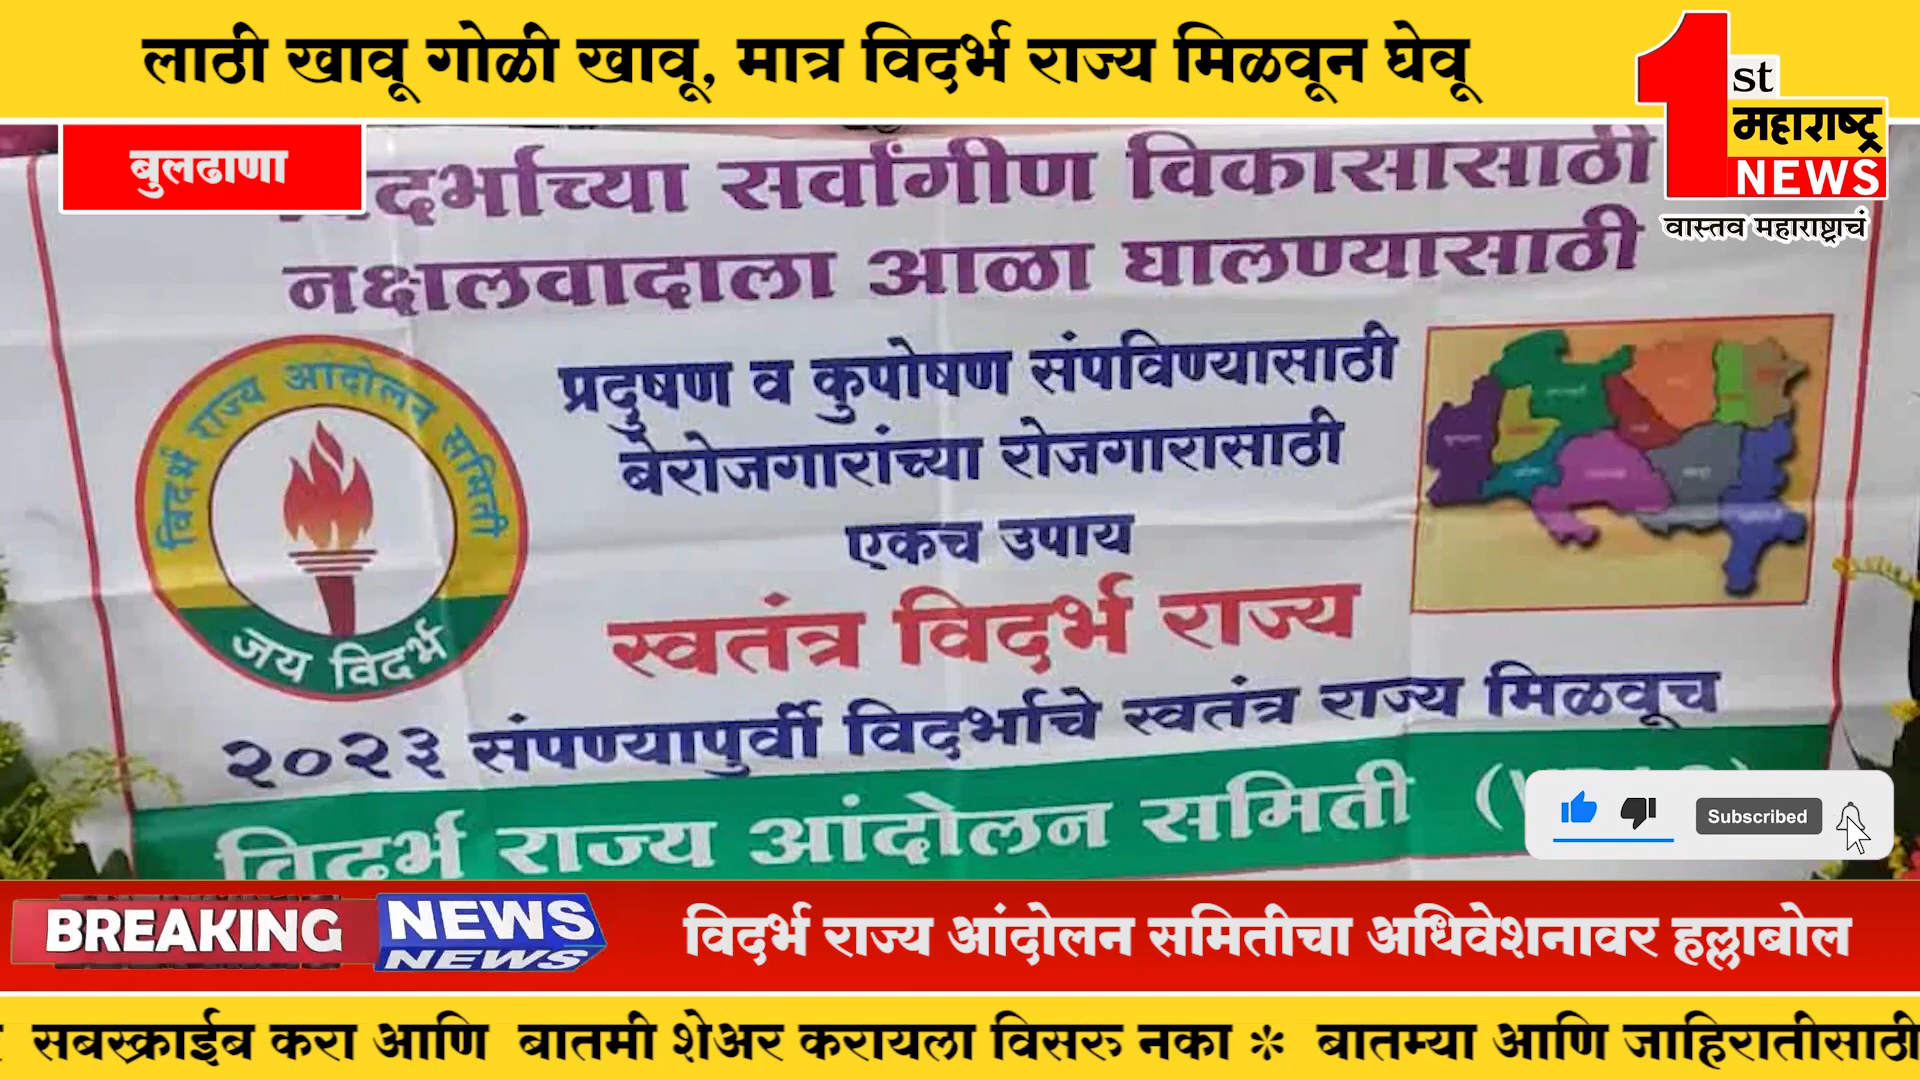 लाठी खावू गोळी खावू, मात्र विदर्भ राज्य मिळवून घेवू
1st
महाराष्ट्र
NEWS
वास्तव महाराष्ट्राचं
बुलढाणा
विदर्भाच्या सर्वांगीण विकासासाठी
नक्षलवादाला आळा घालण्यासाठी
प्रदुषण व कुपोषण संपविण्यासाठी
बेरोजगारांच्या रोजगारासाठी
एकच उपाय
स्वतंत्र विदर्भ राज्य
२०२३ संपण्यापुर्वी विदर्भाचे स्वतंत्र राज्य मिळवूच
विदर्भ राज्य आंदोलन समिती
विदर्भ राज्य आंदोलन समिती
जय विदर्भ
Subscribed
BREAKING NEWS
NEWS
विदर्भ राज्य आंदोलन समितीचा अधिवेशनावर हल्लाबोल
सबस्क्राईब करा आणि बातमी शेअर करायला विसरु नका * बातम्या आणि जाहिरातीसाठी